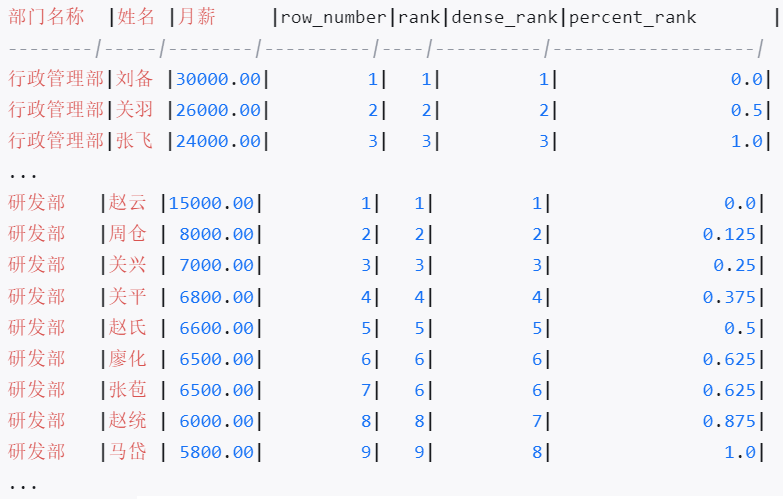 部门名称  |姓名 |月薪     |row_number|rank|dense_rank|percent_rank       |
--------/-----/--------/----------/----/----------/-------------------/
行政管理部|刘备 |30000.00|         1|   1|         1|                0.0|
行政管理部|关羽 |26000.00|         2|   2|         2|                0.5|
行政管理部|张飞 |24000.00|         3|   3|         3|                1.0|
...
研发部   |赵云 |15000.00|         1|   1|         1|                0.0|
研发部   |周仓 | 8000.00|         2|   2|         2|              0.125|
研发部   |关兴 | 7000.00|         3|   3|         3|               0.25|
研发部   |关平 | 6800.00|         4|   4|         4|              0.375|
研发部   |赵氏 | 6600.00|         5|   5|         5|                0.5|
研发部   |廖化 | 6500.00|         6|   6|         6|              0.625|
研发部   |张苞 | 6500.00|         7|   6|         6|              0.625|
研发部   |赵统 | 6000.00|         8|   8|         7|              0.875|
研发部   |马岱 | 5800.00|         9|   9|         8|                1.0|
...